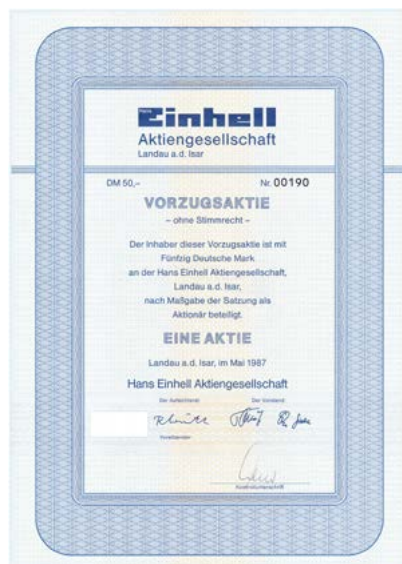 Hans
Einhell
Aktiengesellschaft
Landau a.d. Isar
DM 50,–
Nr. 00190
VORZUGSAKTIE
– ohne Stimmrecht –
Der Inhaber dieser Vorzugsaktie ist mit
Fünfzig Deutsche Mark
an der Hans Einhell Aktiengesellschaft,
Landau a.d. Isar,
nach Maßgabe der Satzung als
Aktionär beteiligt.
EINE AKTIE
Landau a.d. Isar, im Mai 1987
Hans Einhell Aktiengesellschaft
Der Aufsichtsrat
Der Vorstand
Vorsitzender
Kontrollunterschrift